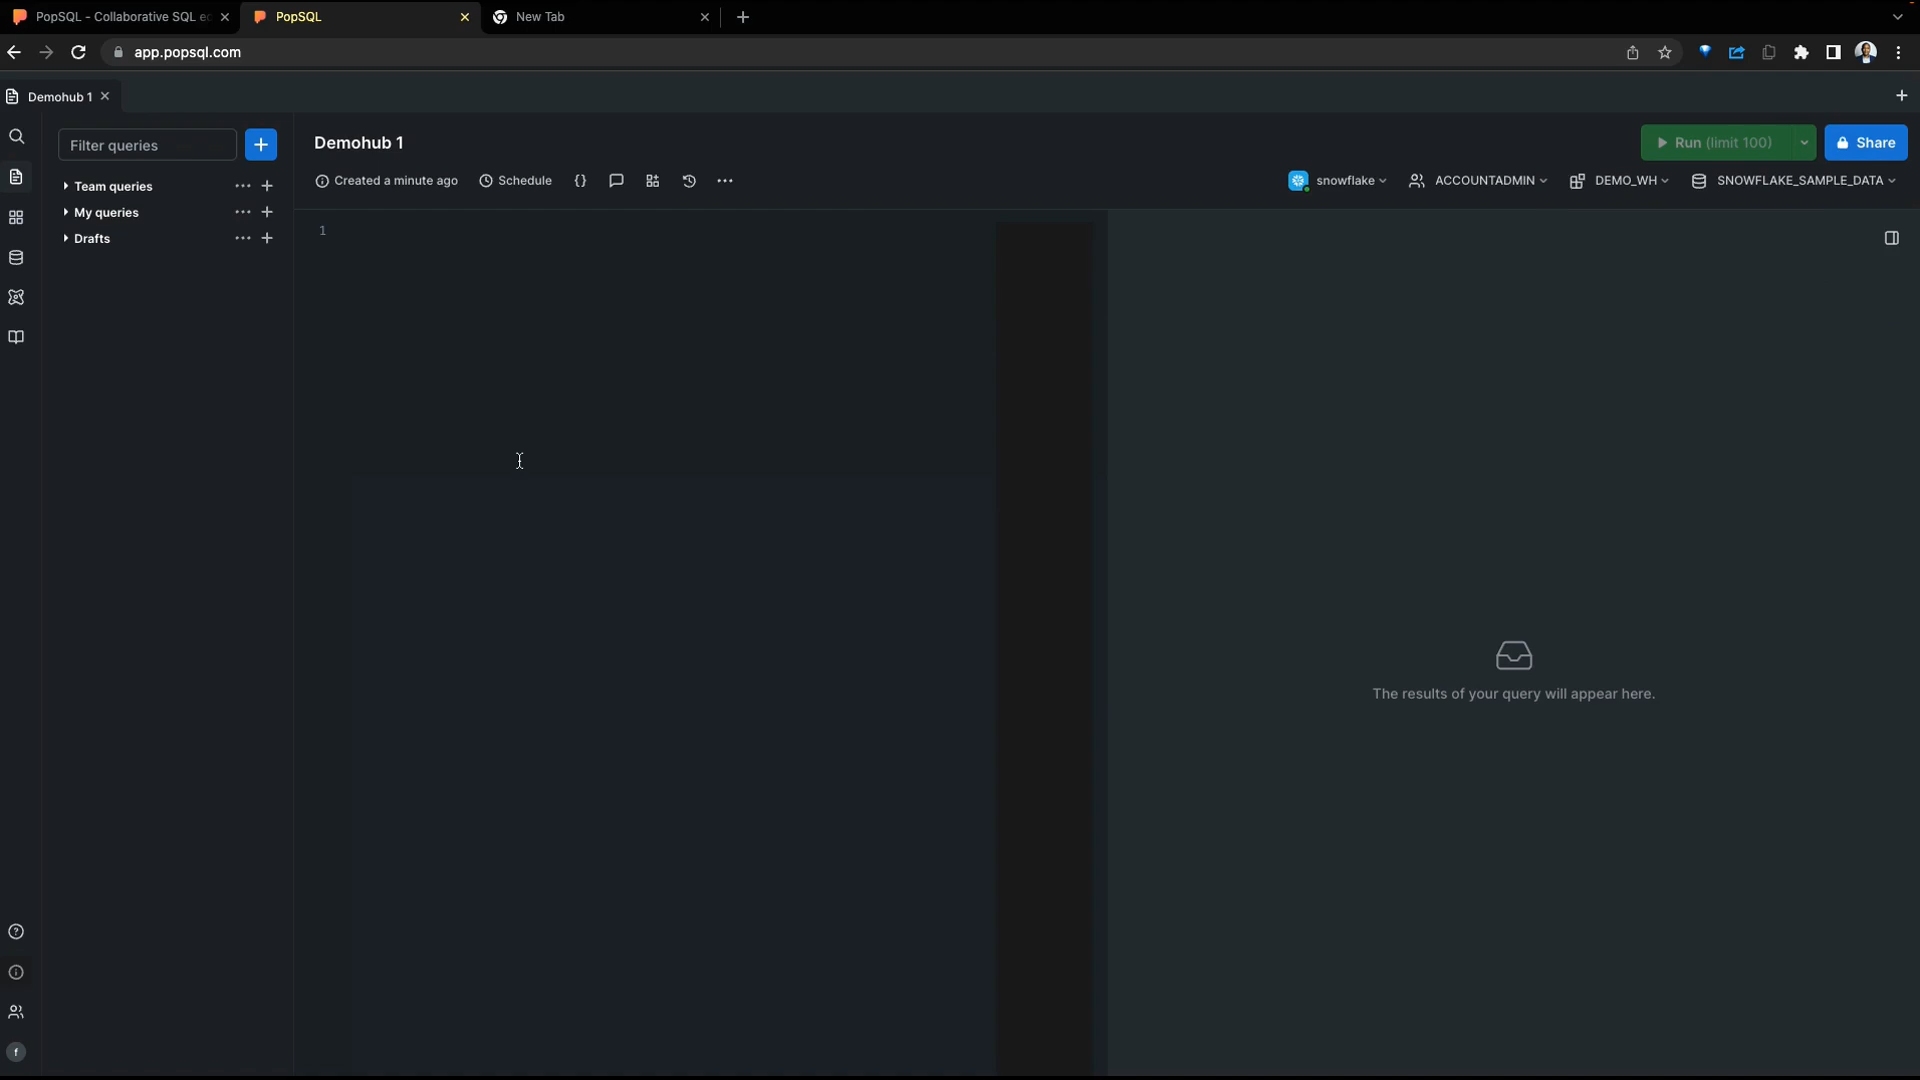 PopSQL - Collaborative SQL e
PopSQL
New Tab
app.popsql.com
Demohub 1
Filter queries
Team queries
My queries
Drafts
Demohub 1
Run (limit 100)
Share
Created a minute ago
Schedule
snowflake
ACCOUNTADMIN
DEMO_WH
SNOWFLAKE_SAMPLE_DATA
1
The results of your query will appear here.
f